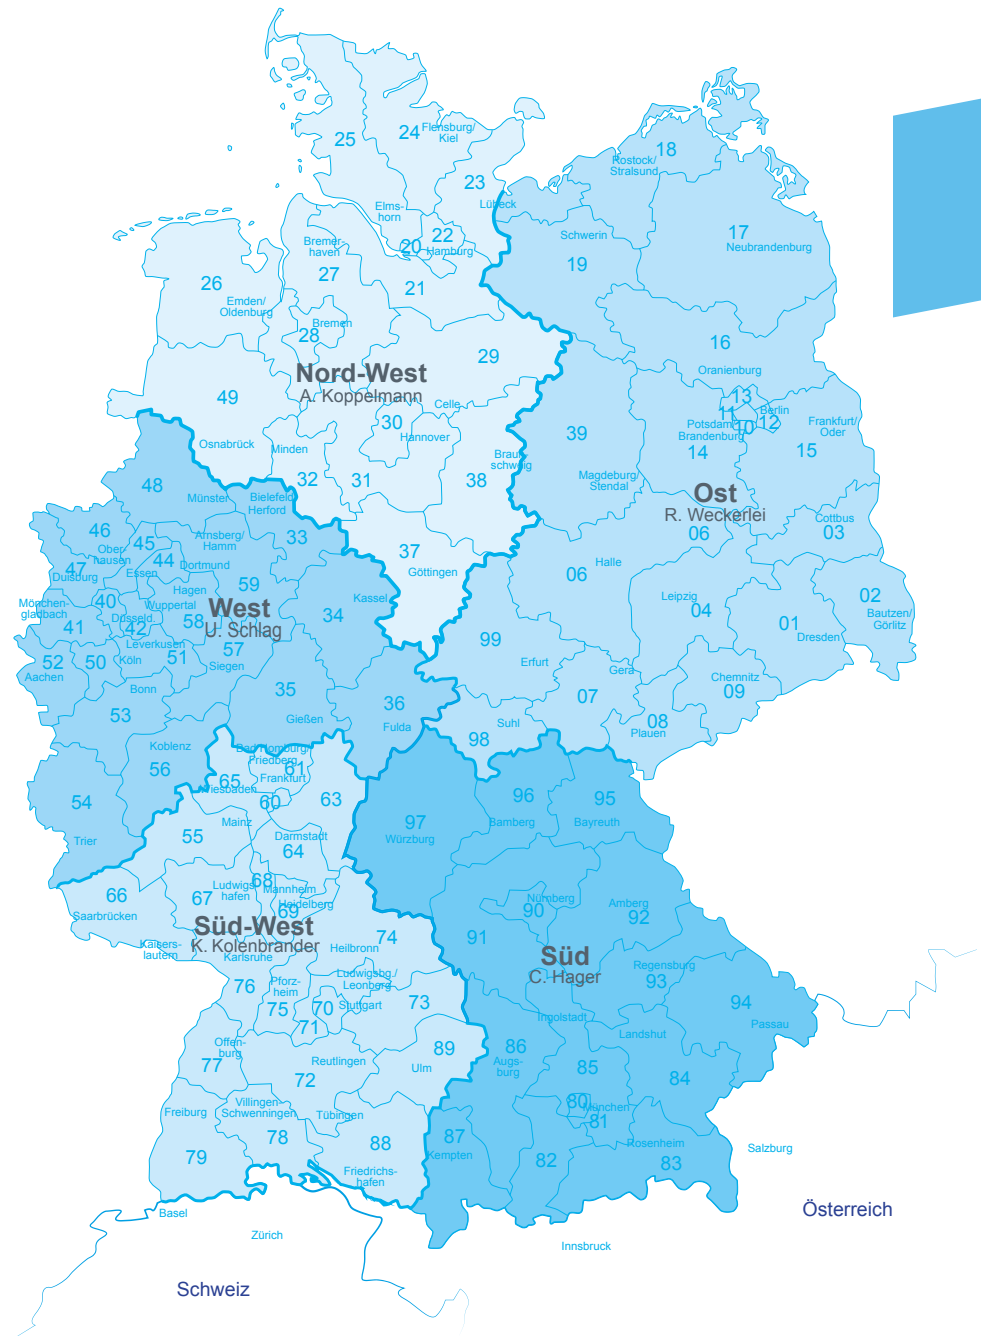 25
24
Flensburg/
Kiel
23
Lübeck
Elms-
horn
22
20
Hamburg
18
Rostock/
Stralsund
17
Neubrandenburg
Schwerin
19
Bremer-
haven
27
26
Emden/
Oldenburg
21
Bremen
28
29
16
Oranienburg
Nord-West
A. Koppelmann
49
Celle
30
Hannover
Osnabrück
Minden
32
31
Braun
schweig
38
37
Göttingen
39
Magdeburg/
Stendal
13
11
Berlin
10
12
Potsdam
Brandenburg
14
Frankfurt/
Oder
15
Ost
R. Weckerlei
06
Cottbus
03
06
Halle
Leipzig
04
02
Bautzen/
Görlitz
01
Dresden
99
Erfurt
Gera
07
Chemnitz
09
08
Plauen
Suhl
98
48
Münster
Bielefeld
Herford
33
46
Ober-
hausen
45
Arnsberg/
Hamm
44
Dortmund
Essen
47
Duisburg
59
Hagen
40
Wuppertal
Mönchen-
gladbach
41
Düsseld.
42
58
West
U. Schlag
34
Kassel
Leverkusen
52
Aachen
50
Köln
51
57
Siegen
Bonn
53
35
Gießen
36
Fulda
Koblenz
56
54
Trier
Bad Homburg/
Friedberg
61
Frankfurt
65
Wiesbaden
60
63
55
Mainz
Darmstadt
64
66
Saarbrücken
67
Ludwigs
hafen
68
Mannheim
Heidelberg
69
Süd-West
K. Kolenbrander
Kaisers-
lautern
Karlsruhe
74
Heilbronn
76
Pforz-
heim
75
Ludwigsbg./
Leonberg
70
Stuttgart
71
73
Offen-
burg
77
Reutlingen
72
89
Ulm
Freiburg
Villingen-
Schwenningen
Tübingen
78
79
88
Friedrichs-
hafen
97
Würzburg
96
Bamberg
95
Bayreuth
Nürnberg
90
Amberg
92
91
Süd
C. Hager
Regensburg
93
94
Passau
Ingolstadt
Landshut
86
Augs-
burg
85
84
80
München
81
87
Kempten
82
Rosenheim
83
Salzburg
Österreich
Basel
Zürich
Innsbruck
Schweiz